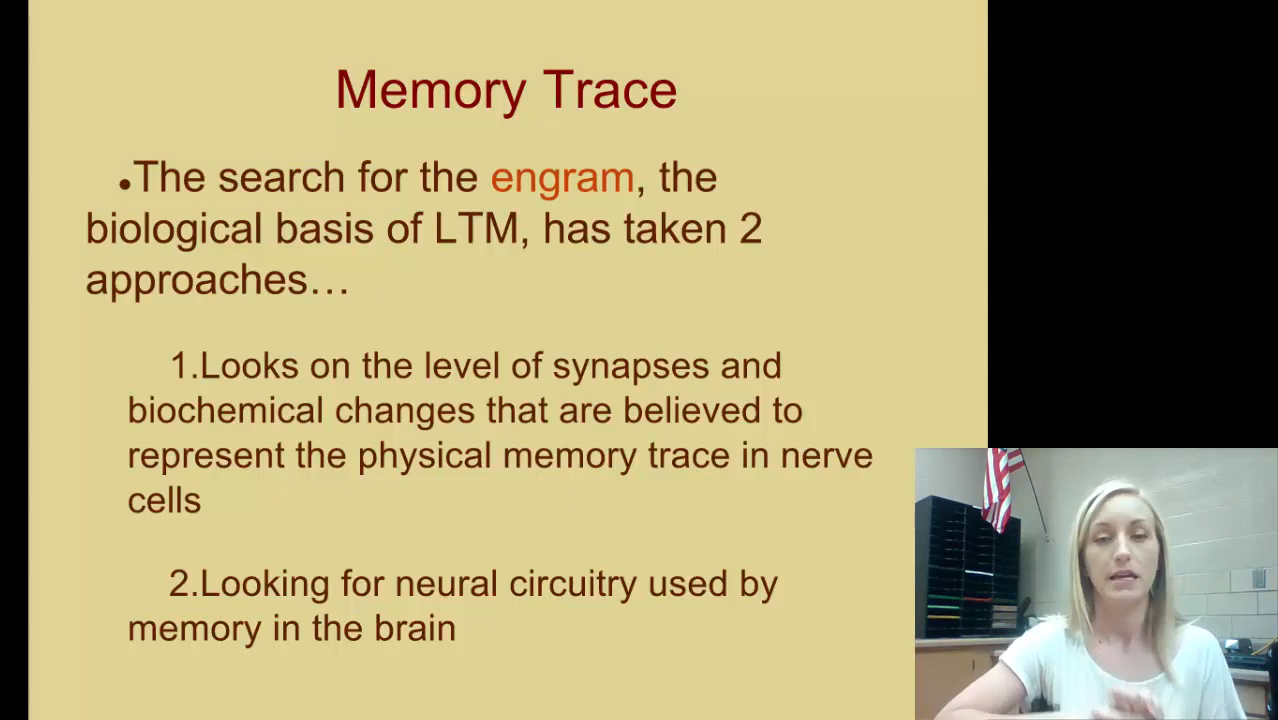 Memory Trace
●The search for the engram, the
biological basis of LTM, has taken 2
approaches…
1.Looks on the level of synapses and
biochemical changes that are believed to
represent the physical memory trace in nerve
cells
2.Looking for neural circuitry used by
memory in the brain